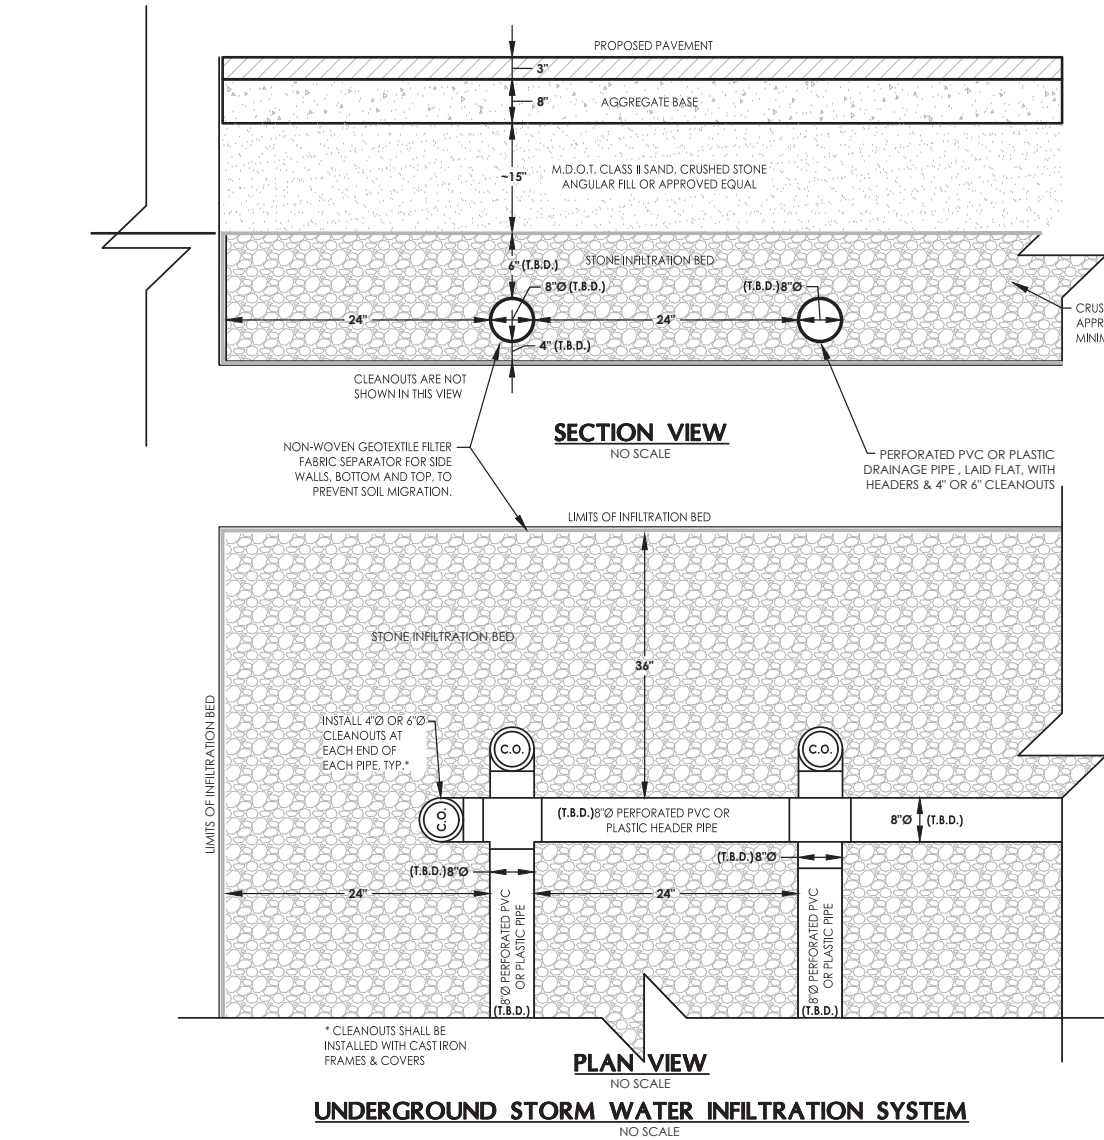 PROPOSED PAVEMENT
3"
8"
AGGREGATE BASE
~15"
M.D.O.T. CLASS II SAND, CRUSHED STONE
ANGULAR FILL OR APPROVED EQUAL
6" (T.B.D.)
STONE INFILTRATION BED
8"Ø (T.B.D.)
(T.B.D.)8"Ø
24"
24"
4" (T.B.D.)
CRUS
APPR
MINIM
CLEANOUTS ARE NOT
SHOWN IN THIS VIEW
SECTION VIEW
NO SCALE
NON-WOVEN GEOTEXTILE FILTER
FABRIC SEPARATOR FOR SIDE
WALLS, BOTTOM AND TOP, TO
PREVENT SOIL MIGRATION.
PERFORATED PVC OR PLASTIC
DRAINAGE PIPE , LAID FLAT, WITH
HEADERS & 4" OR 6" CLEANOUTS
LIMITS OF INFILTRATION BED
STONE INFILTRATION BED
36"
LIMITS OF INFILTRATION BED
INSTALL 4"Ø OR 6"Ø
CLEANOUTS AT
EACH END OF
EACH PIPE, TYP.*
C.O.
C.O.
C.O.
(T.B.D.)8"Ø PERFORATED PVC OR
PLASTIC HEADER PIPE
8"Ø (T.B.D.)
(T.B.D.)8"Ø
(T.B.D.)8"Ø
24"
24"
8"Ø PERFORATED PVC
OR PLASTIC PIPE
(T.B.D.)
8"Ø PERFORATED PVC
OR PLASTIC PIPE
(T.B.D.)
* CLEANOUTS SHALL BE
INSTALLED WITH CAST IRON
FRAMES & COVERS
PLAN VIEW
NO SCALE
UNDERGROUND STORM WATER INFILTRATION SYSTEM
NO SCALE